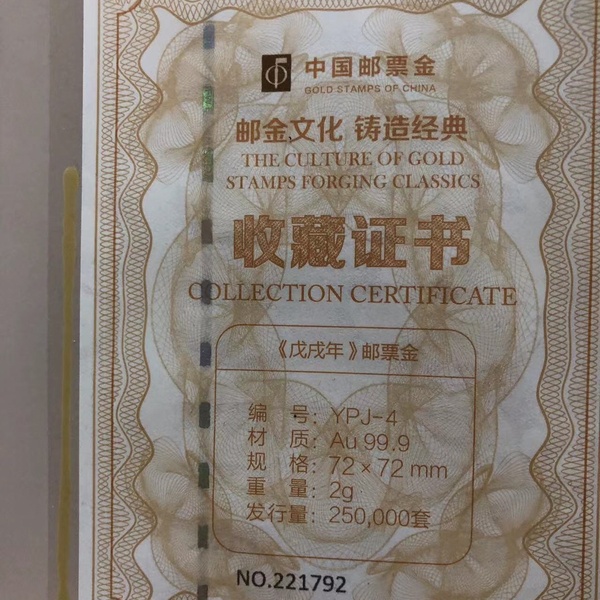 中国邮票金
GOLD STAMPS OF CHINA
邮金文化 铸造经典
THE CULTURE OF GOLD
STAMPS FORGING CLASSICS
收藏证书
COLLECTION CERTIFICATE
《戊戌年》邮票金
编 号：YPJ-4
材 质：Au 99.9
规 格：72×72 mm
重 量：2g
发行量：250,000套
NO.221792